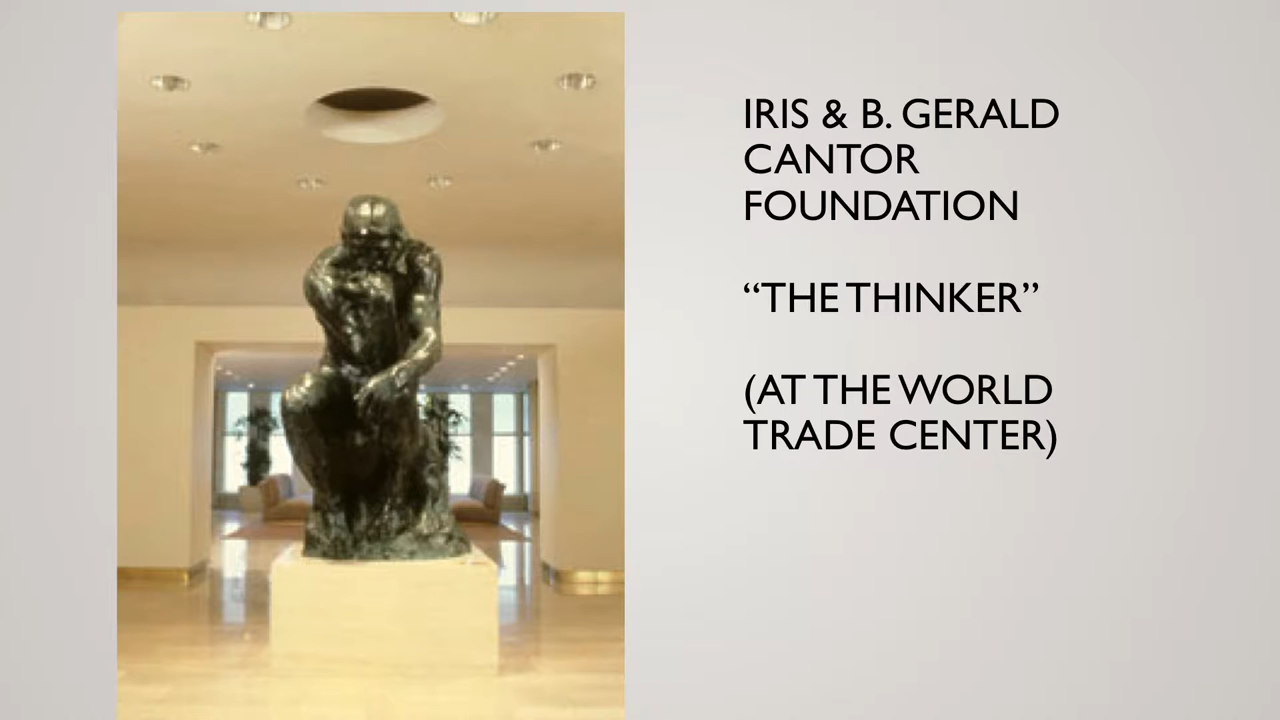 IRIS & B. GERALD
CANTOR
FOUNDATION
“THE THINKER”
(AT THE WORLD
TRADE CENTER)